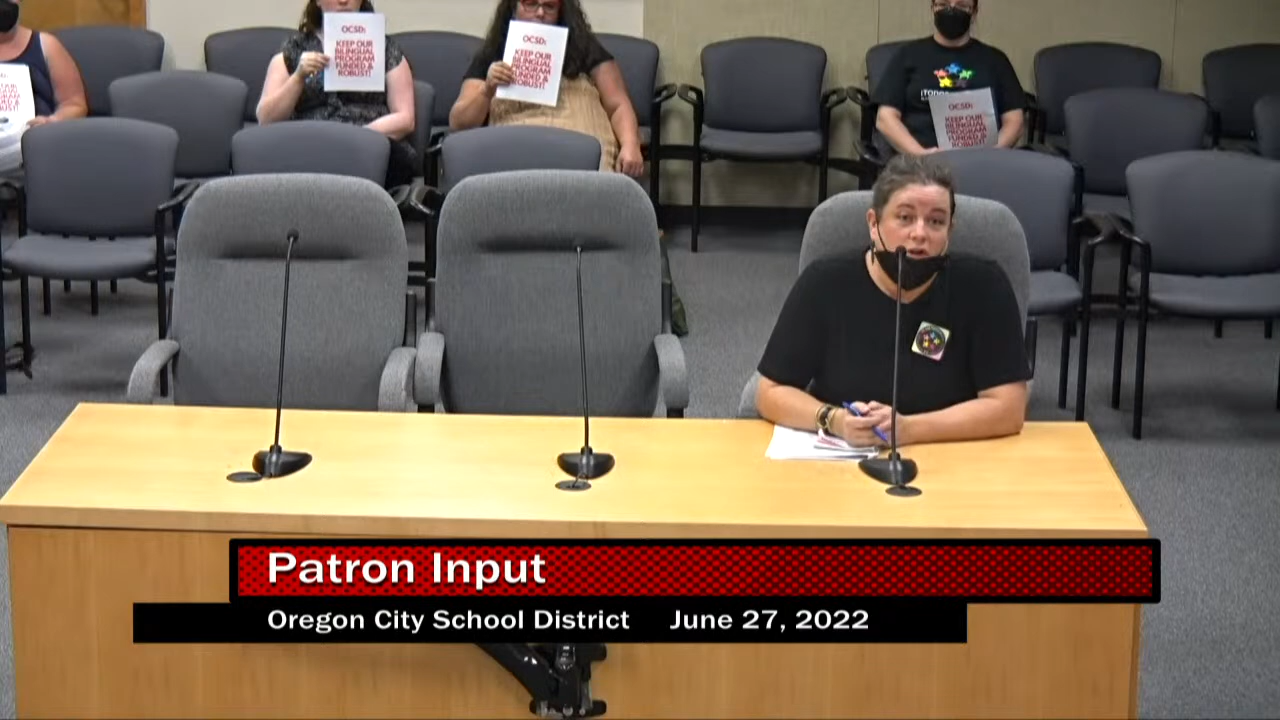 OCSD:
KEEP OUR
BILINGUAL
PROGRAM
FUNDED &
ROBUST!
OCSD:
KEEP OUR
BILINGUAL
PROGRAM
FUNDED &
ROBUST!
¡TODOS
OCSD:
KEEP OUR
BILINGUAL
PROGRAM
FUNDED &
ROBUST!
Patron Input
Oregon City School District June 27, 2022